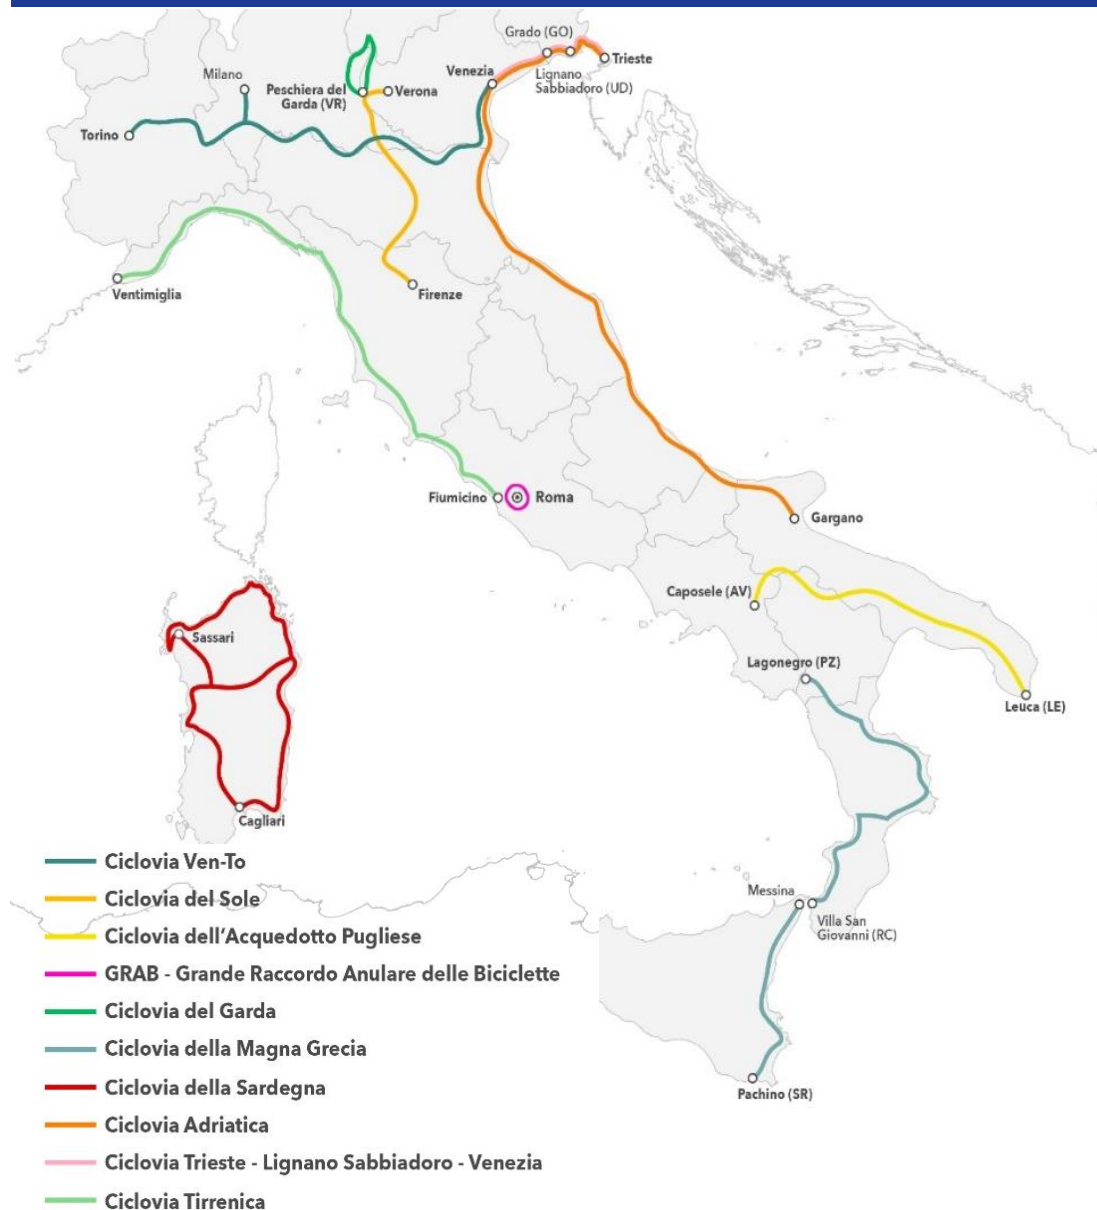 Grado (GO)
Trieste
Lignano
Sabbiadoro (UD)
Venezia
Milano
Peschiera del
Garda (VR)
Verona
Torino
Ventimiglia
Firenze
Fiumicino
Roma
Gargano
Caposele (AV)
Sassari
Lagonegro (PZ)
Leuca (LE)
Cagliari
Messina
Villa San
Giovanni (RC)
Pachino (SR)
Ciclovia Ven-To
Ciclovia del Sole
Ciclovia dell'Acquedotto Pugliese
GRAB - Grande Raccordo Anulare delle Biciclette
Ciclovia del Garda
Ciclovia della Magna Grecia
Ciclovia della Sardegna
Ciclovia Adriatica
Ciclovia Trieste - Lignano Sabbiadoro - Venezia
Ciclovia Tirrenica